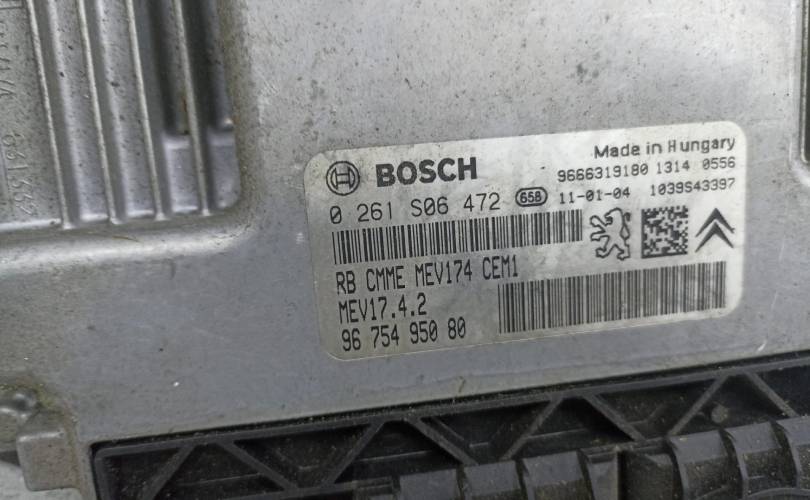 Made in Hungary
BOSCH
9666319180 1314 0556
0 261 S06 472 658 11-01-04 1039S43397
RB CMME MEV174 CEM1
MEV17.4.2
96 754 950 80